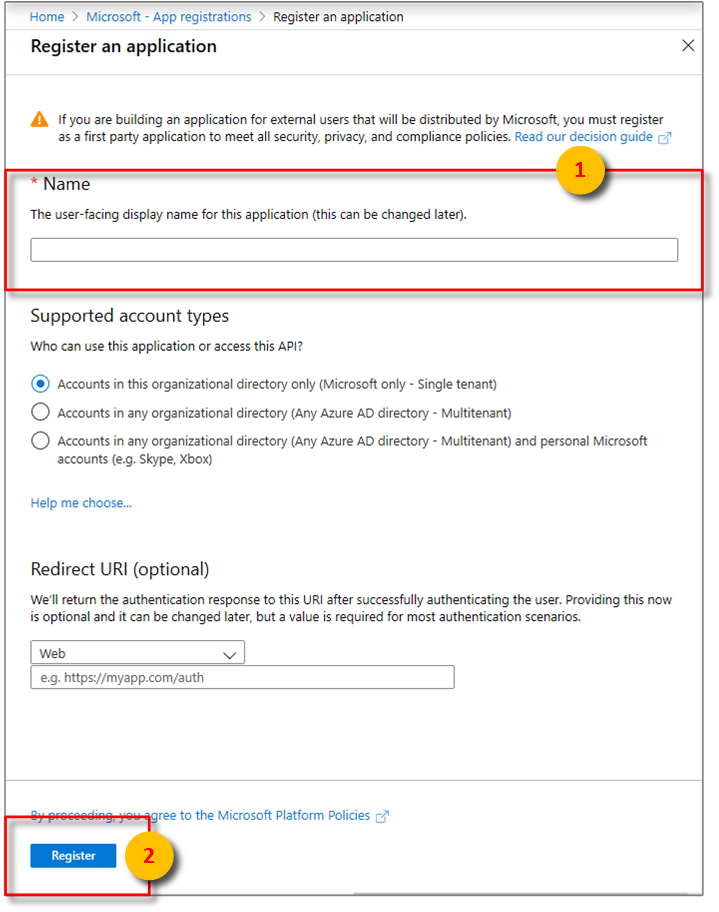 Home > Microsoft - App registrations > Register an application
Register an application
If you are building an application for external users that will be distributed by Microsoft, you must register
as a first party application to meet all security, privacy, and compliance policies. Read our decision guide
1
* Name
The user-facing display name for this application (this can be changed later).
Supported account types
Who can use this application or access this API?
Accounts in this organizational directory only (Microsoft only - Single tenant)
Accounts in any organizational directory (Any Azure AD directory - Multitenant)
Accounts in any organizational directory (Any Azure AD directory - Multitenant) and personal Microsoft
accounts (e.g. Skype, Xbox)
Help me choose...
Redirect URI (optional)
We'll return the authentication response to this URI after successfully authenticating the user. Providing this now
is optional and it can be changed later, but a value is required for most authentication scenarios.
Web
e.g. https://myapp.com/auth
By proceeding, you agree to the Microsoft Platform Policies
Register
2